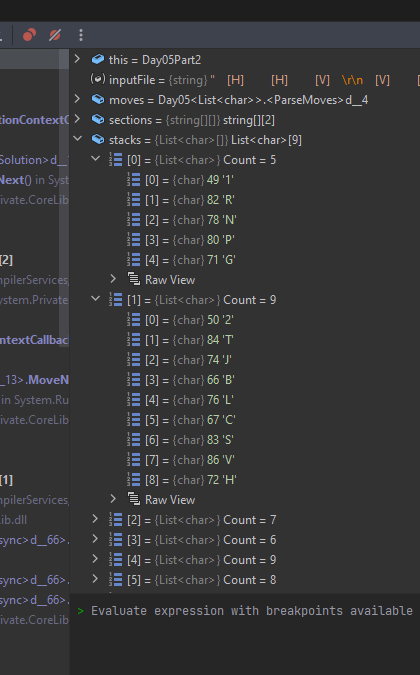 this = Day05Part2
inputFile = {string} " [H] [H] [V] \r\n [V] [
moves = Day05<List<char>>.<ParseMoves>d__4
sections = {string[][]} string[][2]
stacks = {List<char>[]} List<char>[9]
[0] = {List<char>} Count = 5
[0] = {char} 49 '1'
[1] = {char} 82 'R'
[2] = {char} 78 'N'
[3] = {char} 80 'P'
[4] = {char} 71 'G'
Raw View
[1] = {List<char>} Count = 9
[0] = {char} 50 '2'
[1] = {char} 84 'T'
[2] = {char} 74 'J'
[3] = {char} 66 'B'
[4] = {char} 76 'L'
[5] = {char} 67 'C'
[6] = {char} 83 'S'
[7] = {char} 86 'V'
[8] = {char} 72 'H'
Raw View
[2] = {List<char>} Count = 7
[3] = {List<char>} Count = 6
[4] = {List<char>} Count = 9
[5] = {List<char>} Count = 8
> Evaluate expression with breakpoints available
tionContextC
Solution>d__
Next() in Syst
rivate.CoreLib
[2]
mpilerServices,
ystem.Private
ntextCallbac
_13>.MoveN
in System.Ru
ivate.CoreLib
[1]
mpilerServices,
Lib.dll
sync>d__66>.
sync>d__66>.
sync>d__66>.
ivate.CoreLib